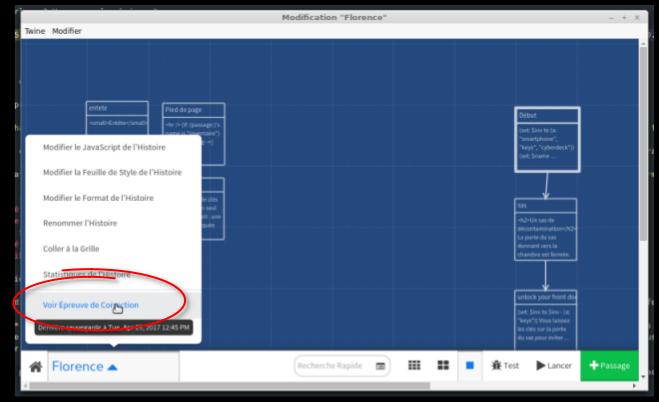 Modification "Florence"
Twine Modifier
entete
<small>Entête</small>
Pied de page
<hr /> (if: (passage:)'s
name is "inventaire")
Début
(set: $inv to (a:
"smartphone",
"keys", "cyberdeck"))
(set: $name ...
sas
<h2>Un sas de
décontamination</h2>
La porte du sas
donnant vers la
chambre est fermée.
unlock your front do
(set: $inv to $inv - (a:
"keys")) Vous laissez
les clés sur la porte
du sas pour éviter ...
Modifier le JavaScript de l'Histoire
Modifier la Feuille de Style de l'Histoire
Modifier le Format de l'Histoire
Renommer l'Histoire
Coller à la Grille
Statistiques de l'Histoire
Voir Épreuve de Correction
Dernière sauvegarde à Tue, Apr 2017 12:45 PM
Florence
Recherche Rapide
Test
Lancer
+Passage